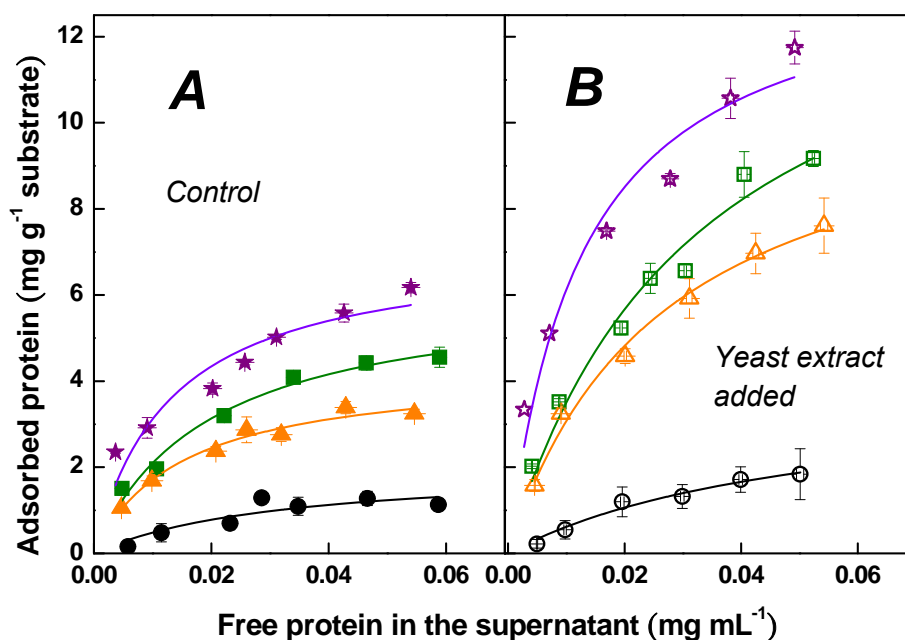 Adsorbed protein (mg g⁻¹ substrate)
12
10
8
6
4
2
0
A
Control
B
Yeast extract
added
0.00
0.02
0.04
0.06
0.00
0.02
0.04
0.06
Free protein in the supernatant (mg mL⁻¹)